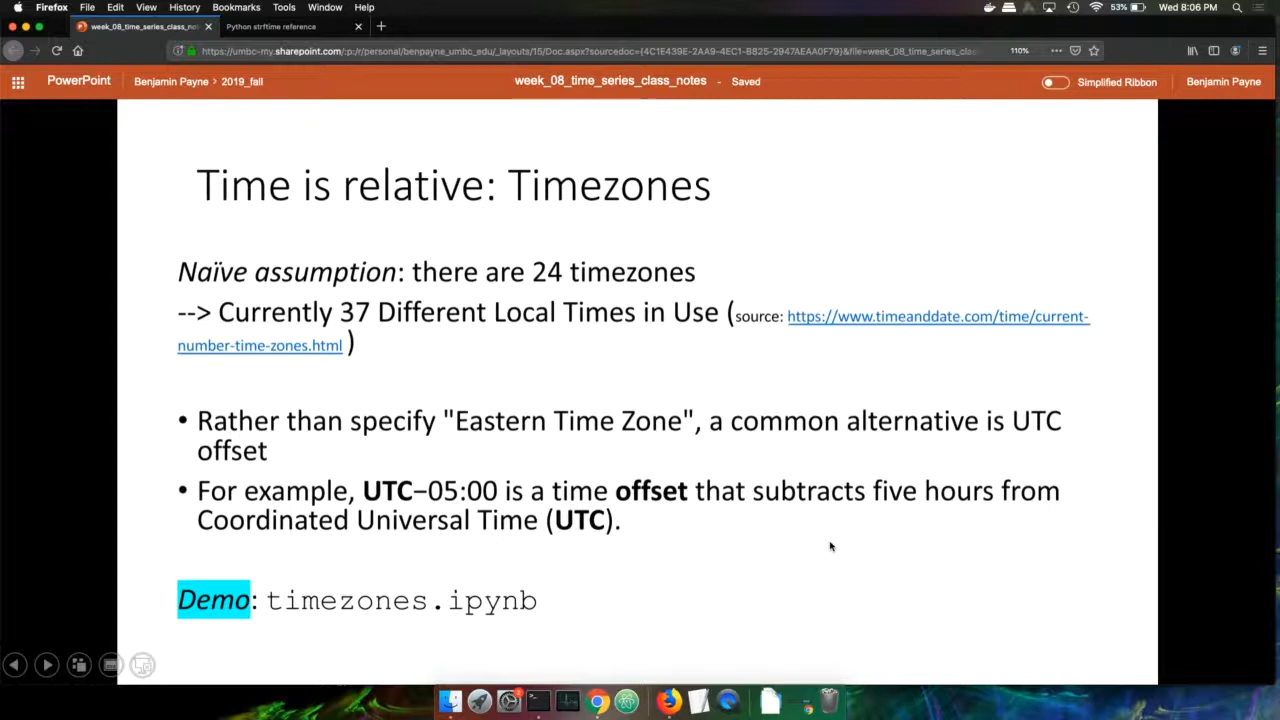 Firefox File Edit View History Bookmarks Tools Window Help 53% Wed 8:06 PM
week_08_time_series_class_not Python strftime reference
https://umbc-my.sharepoint.com/:p:/r/personal/benpayne_umbc_edu/_layouts/15/Doc.aspx?sourcedoc={4C1E439E-2AA9-4EC1-B825-2947AEAA0F79}&file=week_08_time_series_clas 110%
PowerPoint Benjamin Payne > 2019_fall week_08_time_series_class_notes - Saved Simplified Ribbon Benjamin Payne
Time is relative: Timezones
Naïve assumption: there are 24 timezones
--> Currently 37 Different Local Times in Use (source: https://www.timeanddate.com/time/current-
number-time-zones.html )
• Rather than specify "Eastern Time Zone", a common alternative is UTC
offset
• For example, UTC−05:00 is a time offset that subtracts five hours from
Coordinated Universal Time (UTC).
Demo: timezones.ipynb